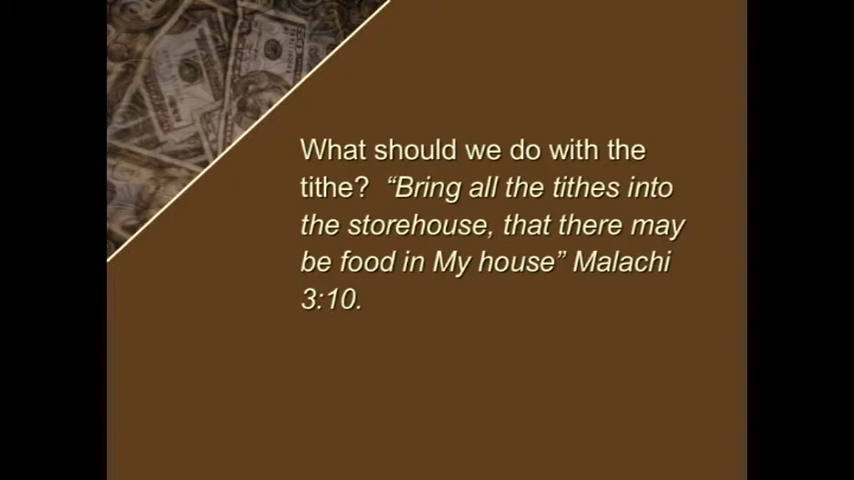 What should we do with the
tithe?  “Bring all the tithes into
the storehouse, that there may
be food in My house” Malachi
3:10.